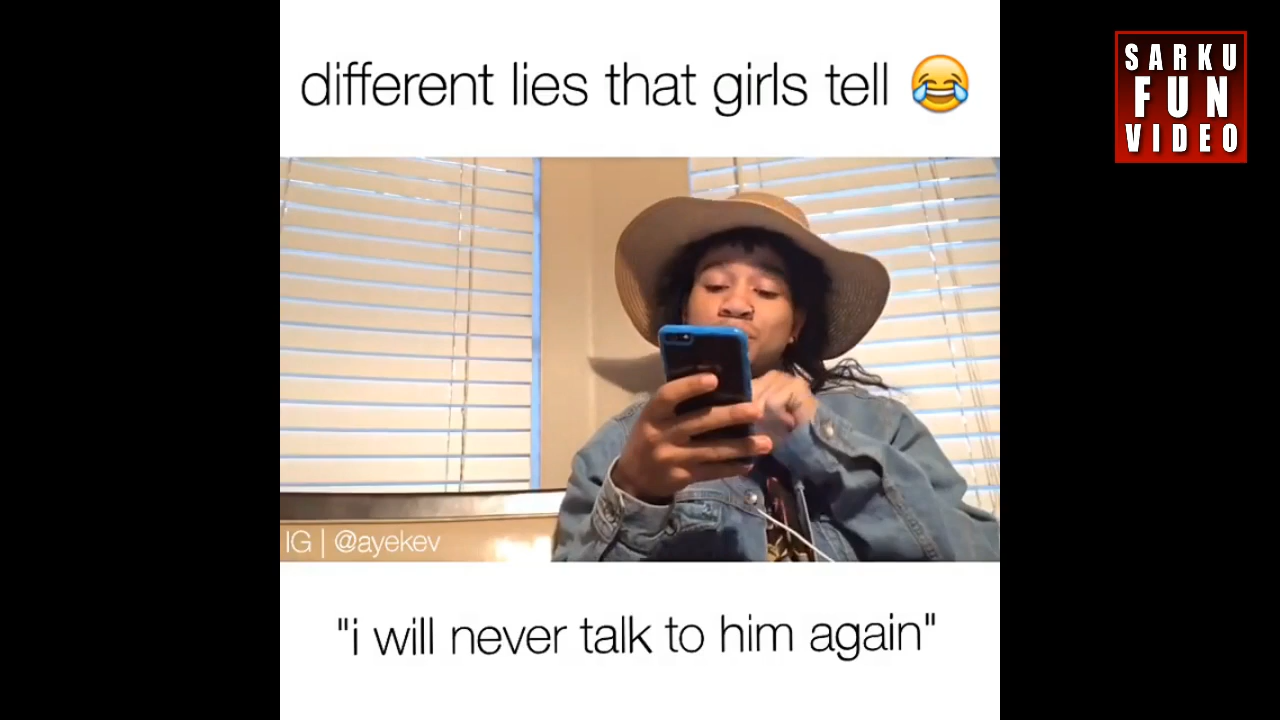 different lies that girls tell 😂
SARKU
FUN
VIDEO
IG | @ayekev
"i will never talk to him again"